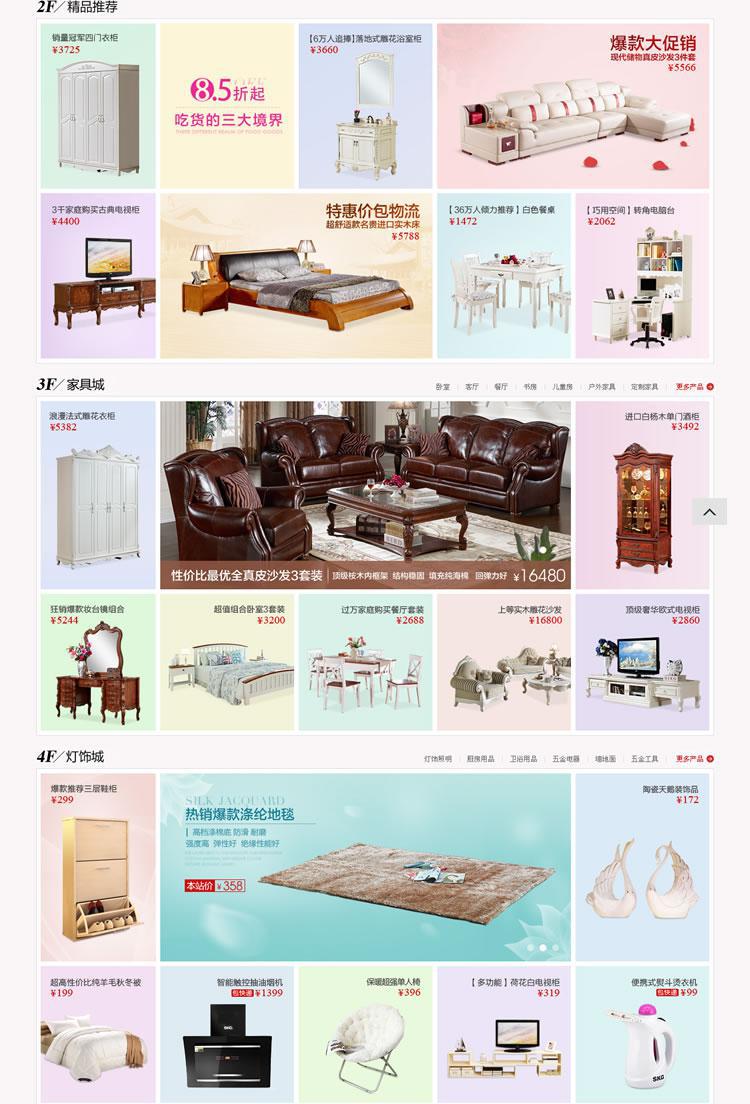 2F/精品推荐
销量冠军四门衣柜
¥3725
8.5折起
吃货的三大境界
THREE DIFFERENT REALM OF FOOD GOODS
【6万人追捧】落地式雕花浴室柜
¥3660
爆款大促销
现代储物真皮沙发3件套
¥5566
3千家庭购买古典电视柜
¥4400
特惠价包物流
超舒适款名贵进口实木床
¥5788
【36万人倾力推荐】白色餐桌
¥1472
【巧用空间】转角电脑台
¥2062
3F/家具城
卧室 | 客厅 | 餐厅 | 书房 | 儿童房 | 户外家具 | 定制家具 | 更多产品
浪漫法式雕花衣柜
¥5382
性价比最优全真皮沙发3套装 | 顶级桉木内框架 结构稳固 填充纯海棉 回弹力好 ¥16480
进口白杨木单门酒柜
¥3492
狂销爆款妆台镜组合
¥5244
超值组合卧室3套装
¥3200
过万家庭购买餐厅套装
¥2688
上等实木雕花沙发
¥16800
顶级奢华欧式电视柜
¥2860
4F/灯饰城
灯饰照明 | 厨房用品 | 卫浴用品 | 五金电器 | 墙地面 | 五金工具 | 更多产品
爆款推荐三层鞋柜
¥299
SILK JACQUARD
热销爆款涤纶地毯
高档涤棉底 防滑 耐磨
强度高 弹性好 绝缘性能好
本站价 ¥358
陶瓷天鹅装饰品
¥172
超高性价比纯羊毛秋冬被
¥199
智能触控抽油烟机
包快递 ¥1399
SKG
保暖超强单人椅
¥396
【多功能】荷花白电视柜
¥319
便携式熨斗烫衣机
包快递 ¥99
SKG